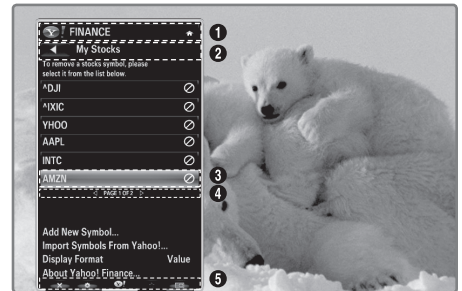 Y! FINANCE
1
My Stocks
2
To remove a stocks symbol, please
select it from the list below.
^DJI
^IXIC
YHOO
AAPL
INTC
AMZN
3
PAGE 1 OF 2
4
Add New Symbol...
Import Symbols From Yahoo!...
Display Format Value
About Yahoo! Finance...
Y!
5